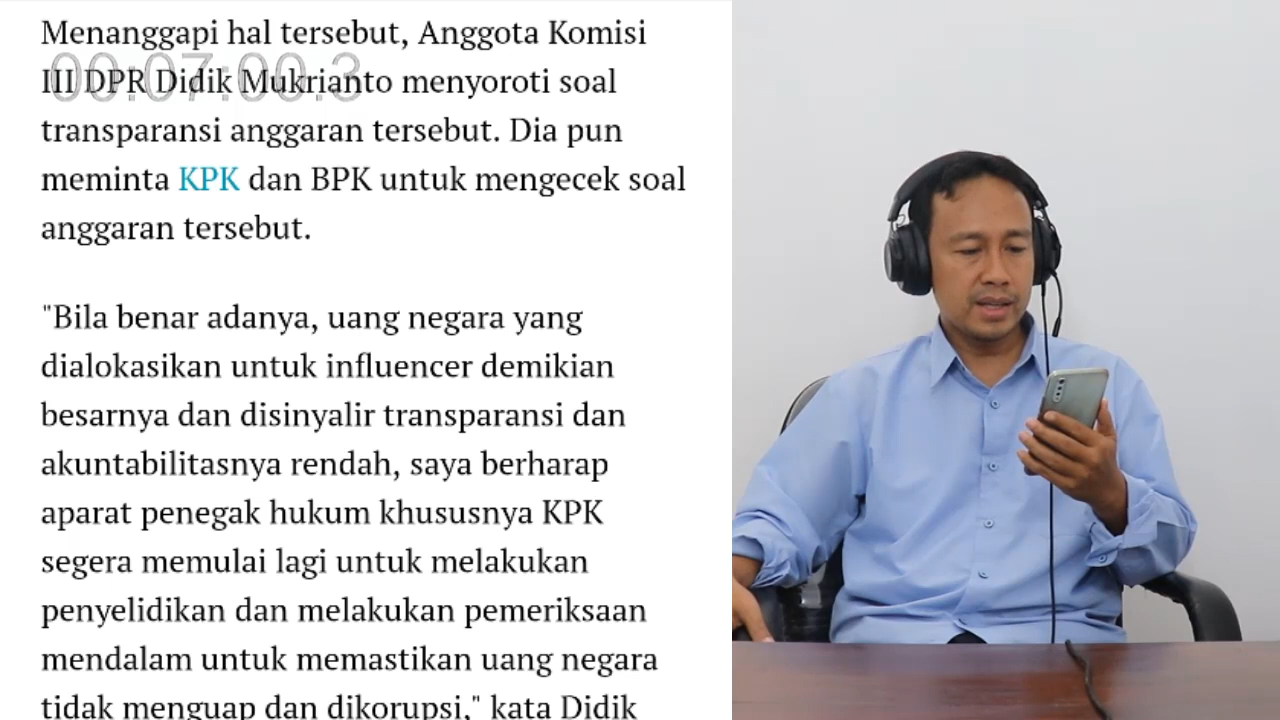 Menanggapi hal tersebut, Anggota Komisi
III DPR Didik Mukrianto menyoroti soal
00:07:00.3
transparansi anggaran tersebut. Dia pun
meminta KPK dan BPK untuk mengecek soal
anggaran tersebut.
"Bila benar adanya, uang negara yang
dialokasikan untuk influencer demikian
besarnya dan disinyalir transparansi dan
akuntabilitasnya rendah, saya berharap
aparat penegak hukum khususnya KPK
segera memulai lagi untuk melakukan
penyelidikan dan melakukan pemeriksaan
mendalam untuk memastikan uang negara
tidak menguap dan dikorupsi," kata Didik